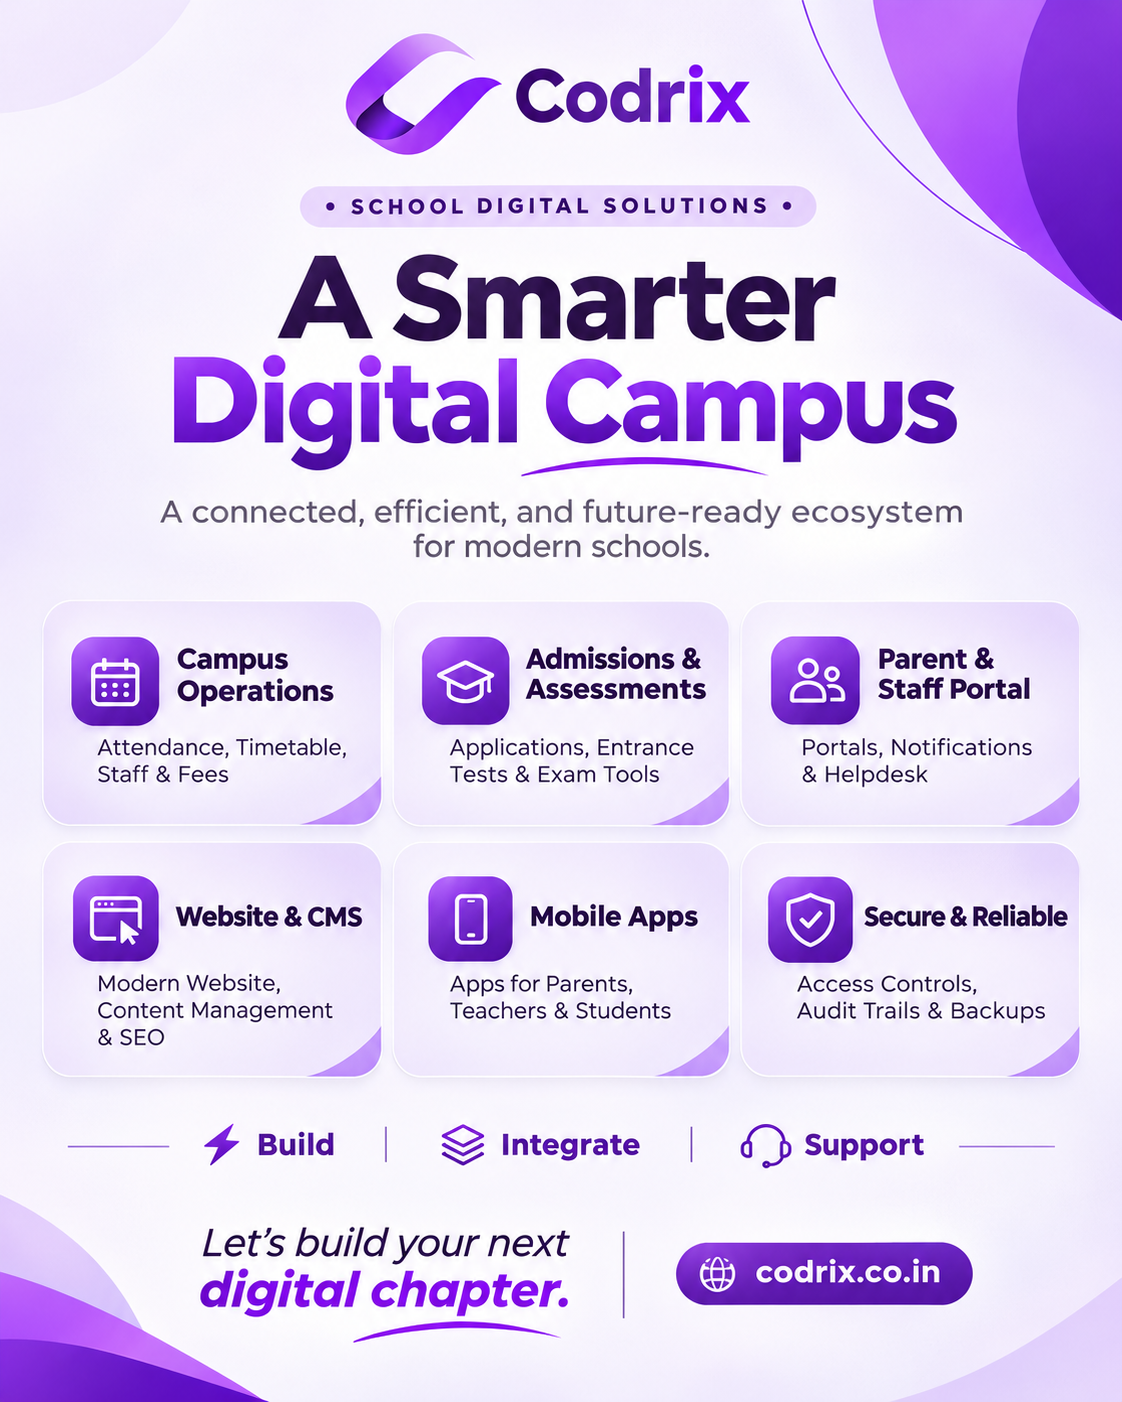 Codrix
• SCHOOL DIGITAL SOLUTIONS •
A Smarter
Digital Campus
A connected, efficient, and future-ready ecosystem
for modern schools.
Campus
Operations
Attendance, Timetable,
Staff & Fees
Admissions &
Assessments
Applications, Entrance
Tests & Exam Tools
Parent &
Staff Portal
Portals, Notifications
& Helpdesk
Website & CMS
Modern Website,
Content Management
& SEO
Mobile Apps
Apps for Parents,
Teachers & Students
Secure & Reliable
Access Controls,
Audit Trails & Backups
Build
Integrate
Support
Let's build your next
digital chapter.
codrix.co.in